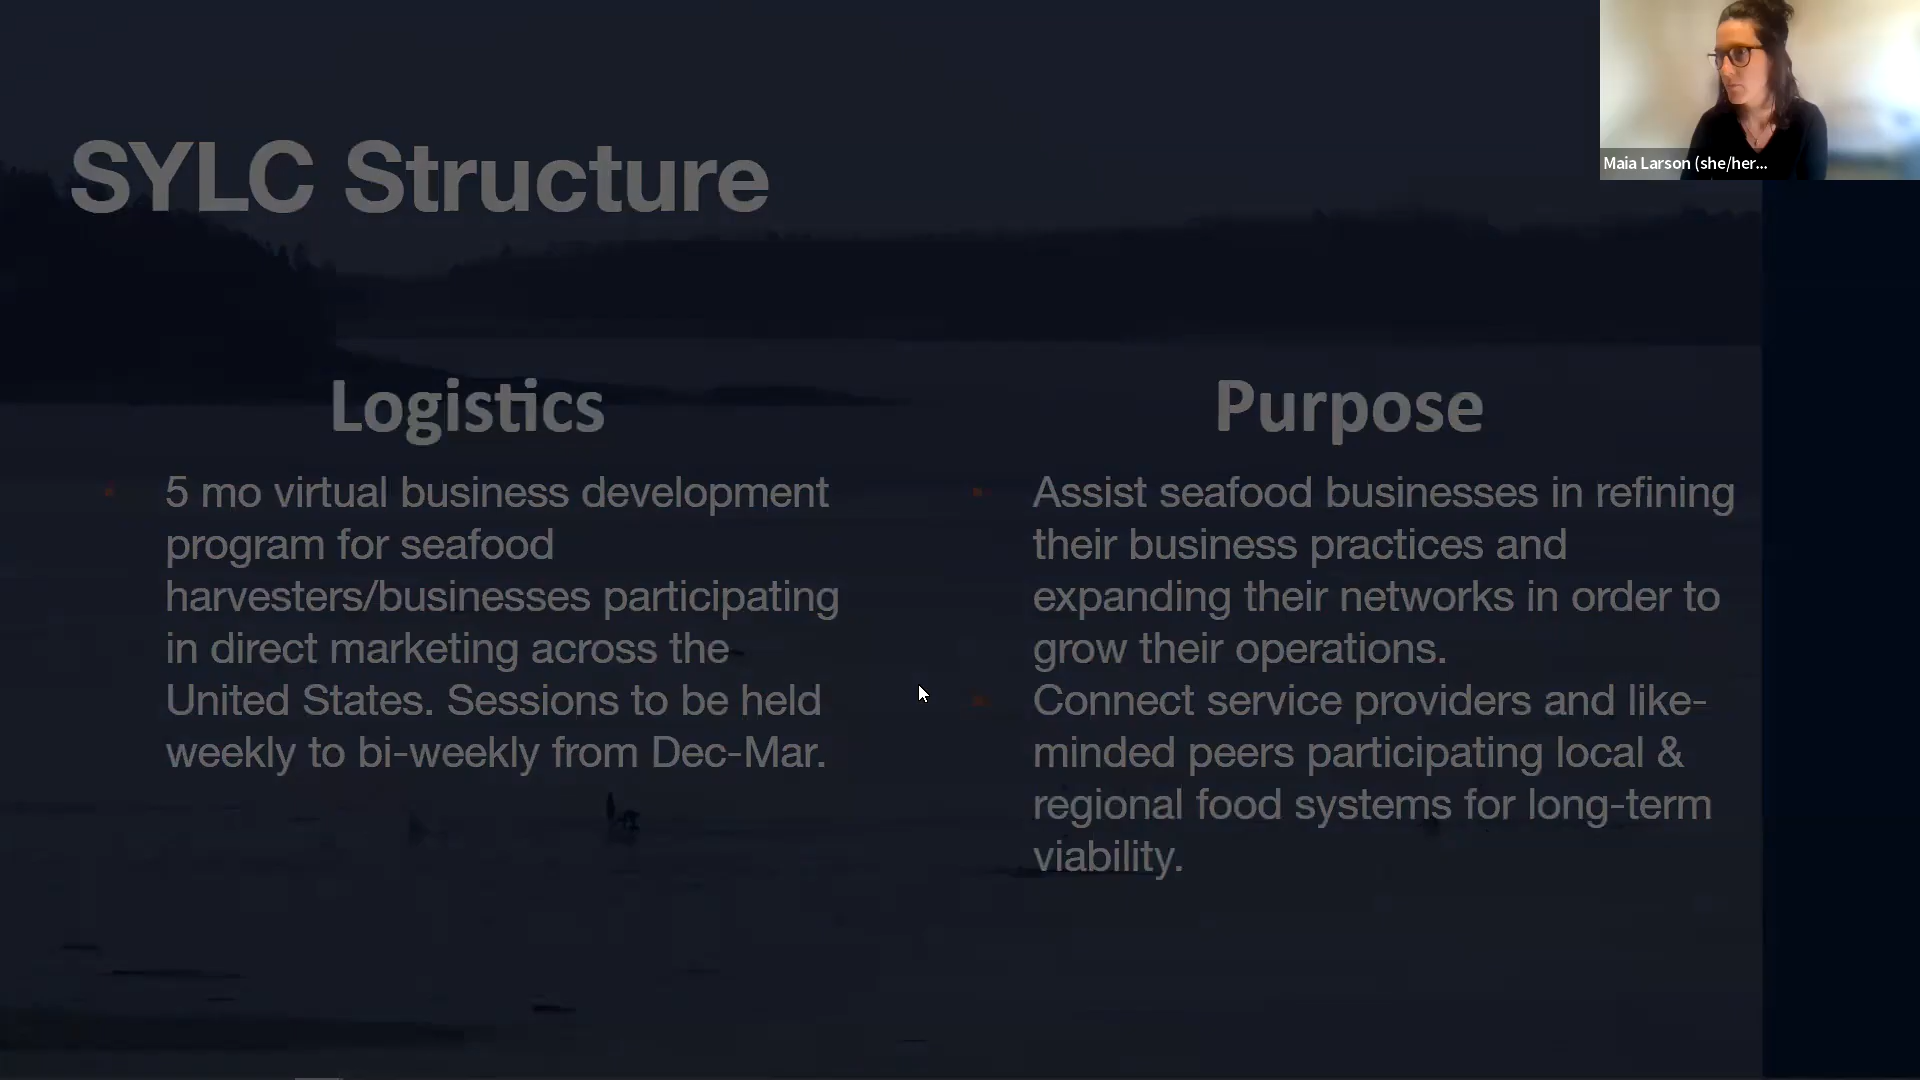 SYLC Structure
Maia Larson (she/her...
Logistics
5 mo virtual business development
program for seafood
harvesters/businesses participating
in direct marketing across the
United States. Sessions to be held
weekly to bi-weekly from Dec-Mar.
Purpose
Assist seafood businesses in refining
their business practices and
expanding their networks in order to
grow their operations.
Connect service providers and like-
minded peers participating local &
regional food systems for long-term
viability.